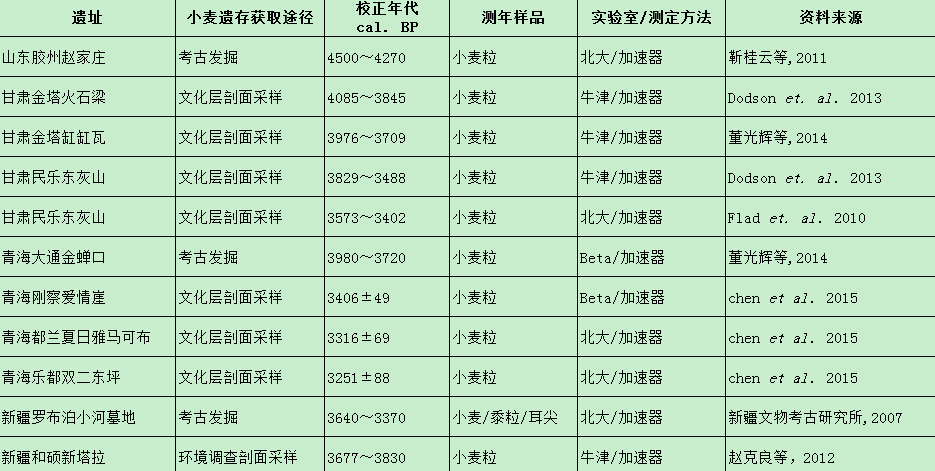 遗址 小麦遗存获取途径 校正年代 cal. BP 测年样品 实验室/测定方法 资料来源
山东胶州赵家庄 考古发掘 4500～4270 小麦粒 北大/加速器 靳桂云等,2011
甘肃金塔火石梁 文化层剖面采样 4085～3845 小麦粒 牛津/加速器 Dodson et. al. 2013
甘肃金塔缸缸瓦 文化层剖面采样 3976～3709 小麦粒 牛津/加速器 董光辉等,2014
甘肃民乐东灰山 文化层剖面采样 3829～3488 小麦粒 牛津/加速器 Dodson et. al. 2013
甘肃民乐东灰山 文化层剖面采样 3573～3402 小麦粒 北大/加速器 Flad et. al. 2010
青海大通金蝉口 考古发掘 3980～3720 小麦粒 Beta/加速器 董光辉等,2014
青海刚察爱情崖 文化层剖面采样 3406±49 小麦粒 Beta/加速器 chen et al. 2015
青海都兰夏日雅马可布 文化层剖面采样 3316±69 小麦粒 北大/加速器 chen et al. 2015
青海乐都双二东坪 文化层剖面采样 3251±88 小麦粒 北大/加速器 chen et al. 2015
新疆罗布泊小河墓地 考古发掘 3640～3370 小麦/黍粒/耳尖 北大/加速器 新疆文物考古研究所,2007
新疆和硕新塔拉 环境调查剖面采样 3677～3830 小麦粒 牛津/加速器 赵克良等，2012